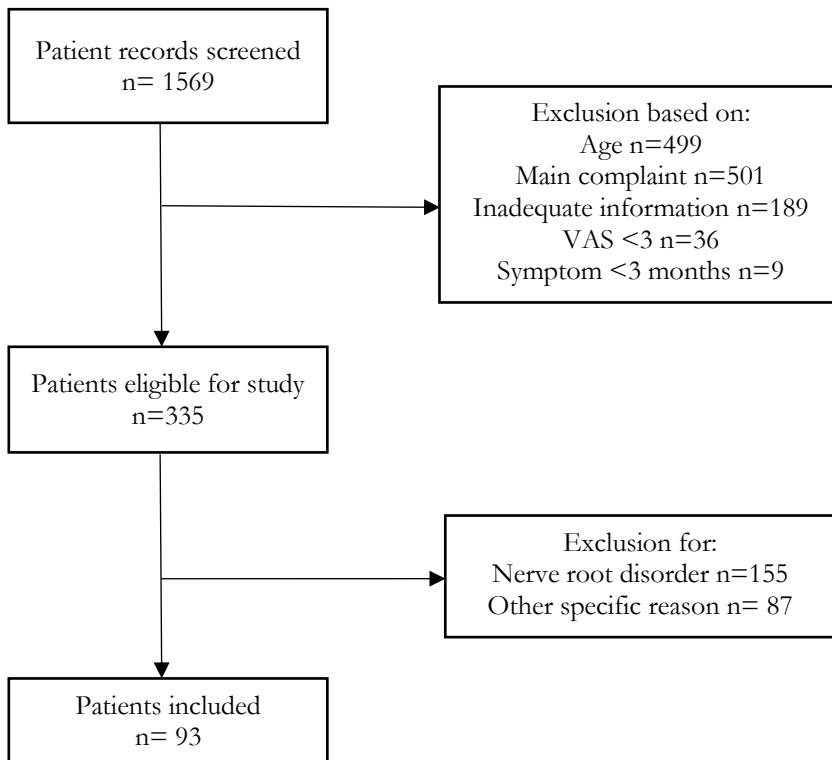 Patient records screened
n= 1569
Exclusion based on:
Age n=499
Main complaint n=501
Inadequate information n=189
VAS <3 n=36
Symptom <3 months n=9
Patients eligible for study
n=335
Exclusion for:
Nerve root disorder n=155
Other specific reason n= 87
Patients included
n= 93